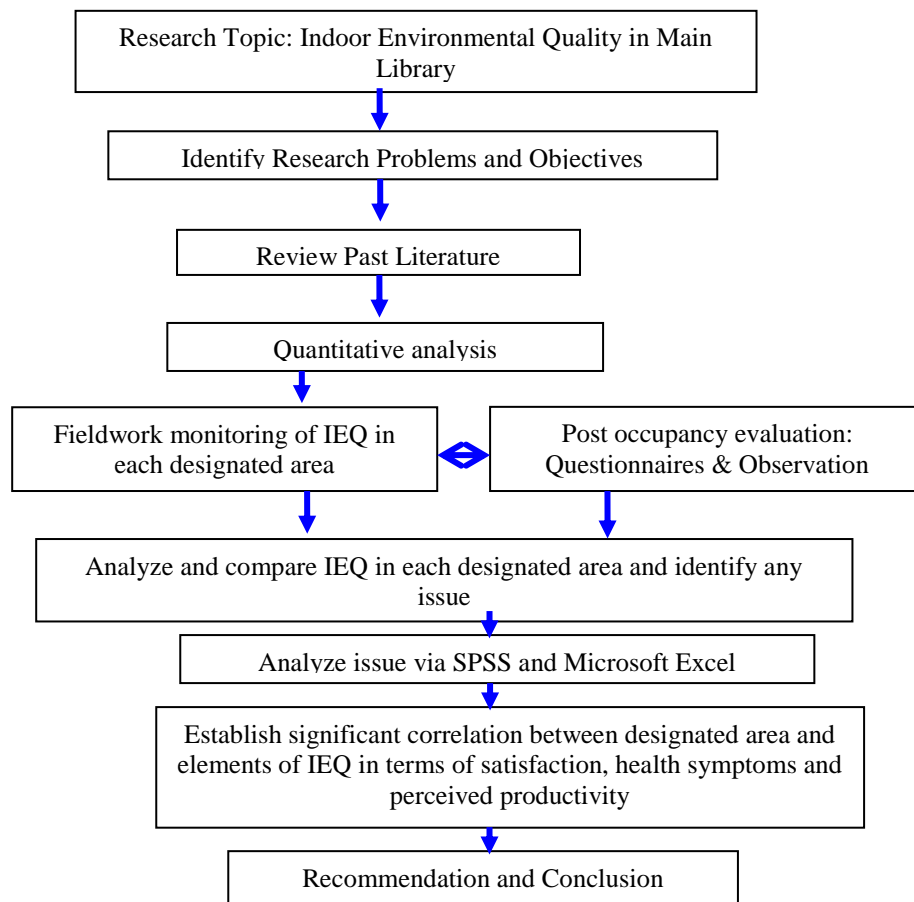 Research Topic: Indoor Environmental Quality in Main
Library
Identify Research Problems and Objectives
Review Past Literature
Quantitative analysis
Fieldwork monitoring of IEQ in
each designated area
Post occupancy evaluation:
Questionnaires & Observation
Analyze and compare IEQ in each designated area and identify any
issue
Analyze issue via SPSS and Microsoft Excel
Establish significant correlation between designated area and
elements of IEQ in terms of satisfaction, health symptoms and
perceived productivity
Recommendation and Conclusion